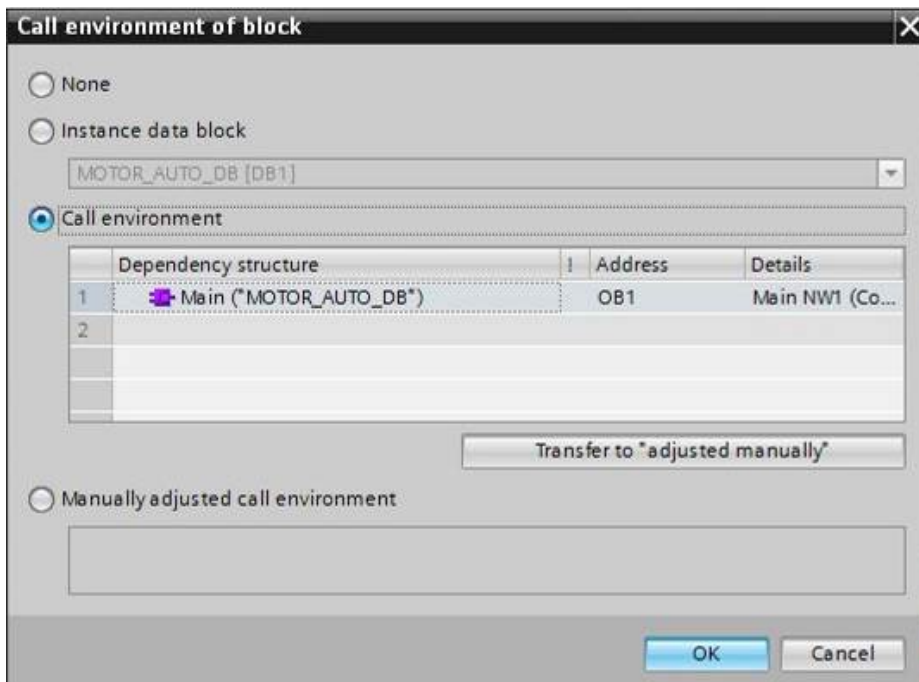 Call environment of block
None
Instance data block
MOTOR_AUTO_DB [DB1]
Call environment
Dependency structure ! Address Details
1 Main ("MOTOR_AUTO_DB") OB1 Main NW1 (Co...
2
Transfer to "adjusted manually"
Manually adjusted call environment
OK Cancel